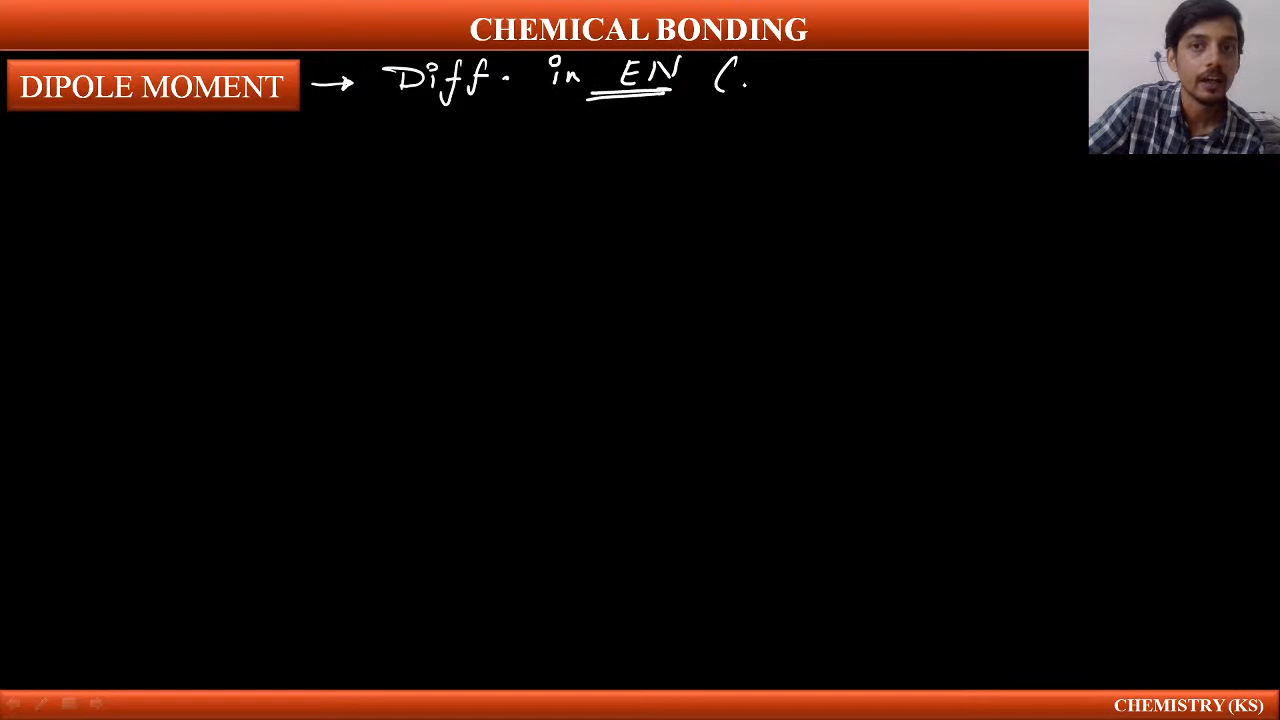 CHEMICAL BONDING
DIPOLE MOMENT → Diff. in EN (.
CHEMISTRY (KS)